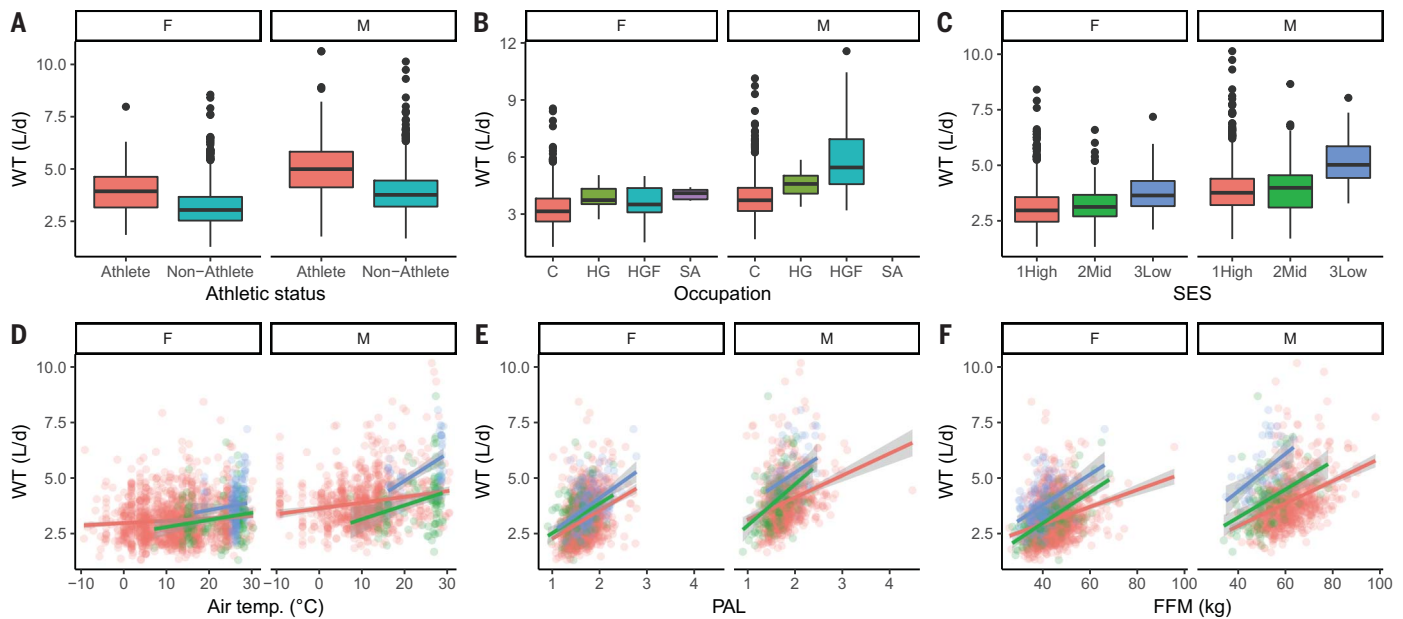 A
F M
WT (L/d)
10.0
7.5
5.0
2.5
Athlete Non−Athlete Athlete Non−Athlete
Athletic status
B
F M
WT (L/d)
12
9
6
3
C HG HGF SA C HG HGF SA
Occupation
C
F M
WT (L/d)
10.0
7.5
5.0
2.5
1High 2Mid 3Low 1High 2Mid 3Low
SES
D
F M
WT (L/d)
10.0
7.5
5.0
2.5
−10 0 10 20 30 −10 0 10 20 30
Air temp. (°C)
E
F M
WT (L/d)
10.0
7.5
5.0
2.5
1 2 3 4 1 2 3 4
PAL
F
F M
WT (L/d)
10.0
7.5
5.0
2.5
40 60 80 100 40 60 80 100
FFM (kg)